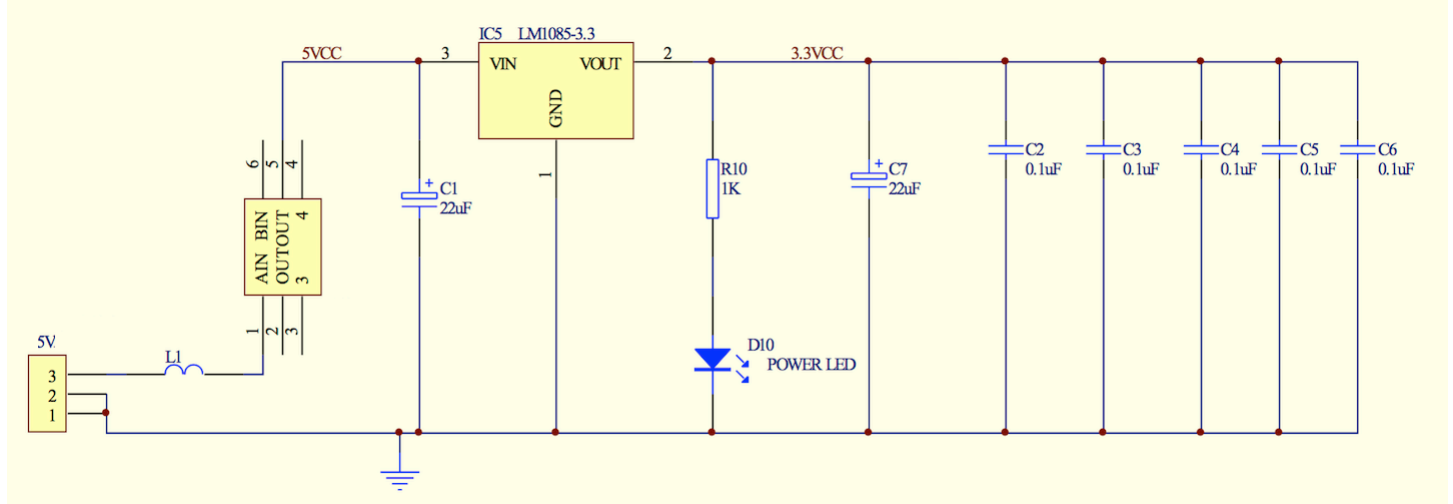 IC5 LM1085-3.3
5VCC
3
VIN
VOUT
2
3.3VCC
GND
1
6
5
4
AIN BIN
OUTOUT
3 4
1
2
3
C1
22uF
R10
1K
C7
22uF
C2
0.1uF
C3
0.1uF
C4
0.1uF
C5
0.1uF
C6
0.1uF
5V
3
2
1
L1
D10
POWER LED